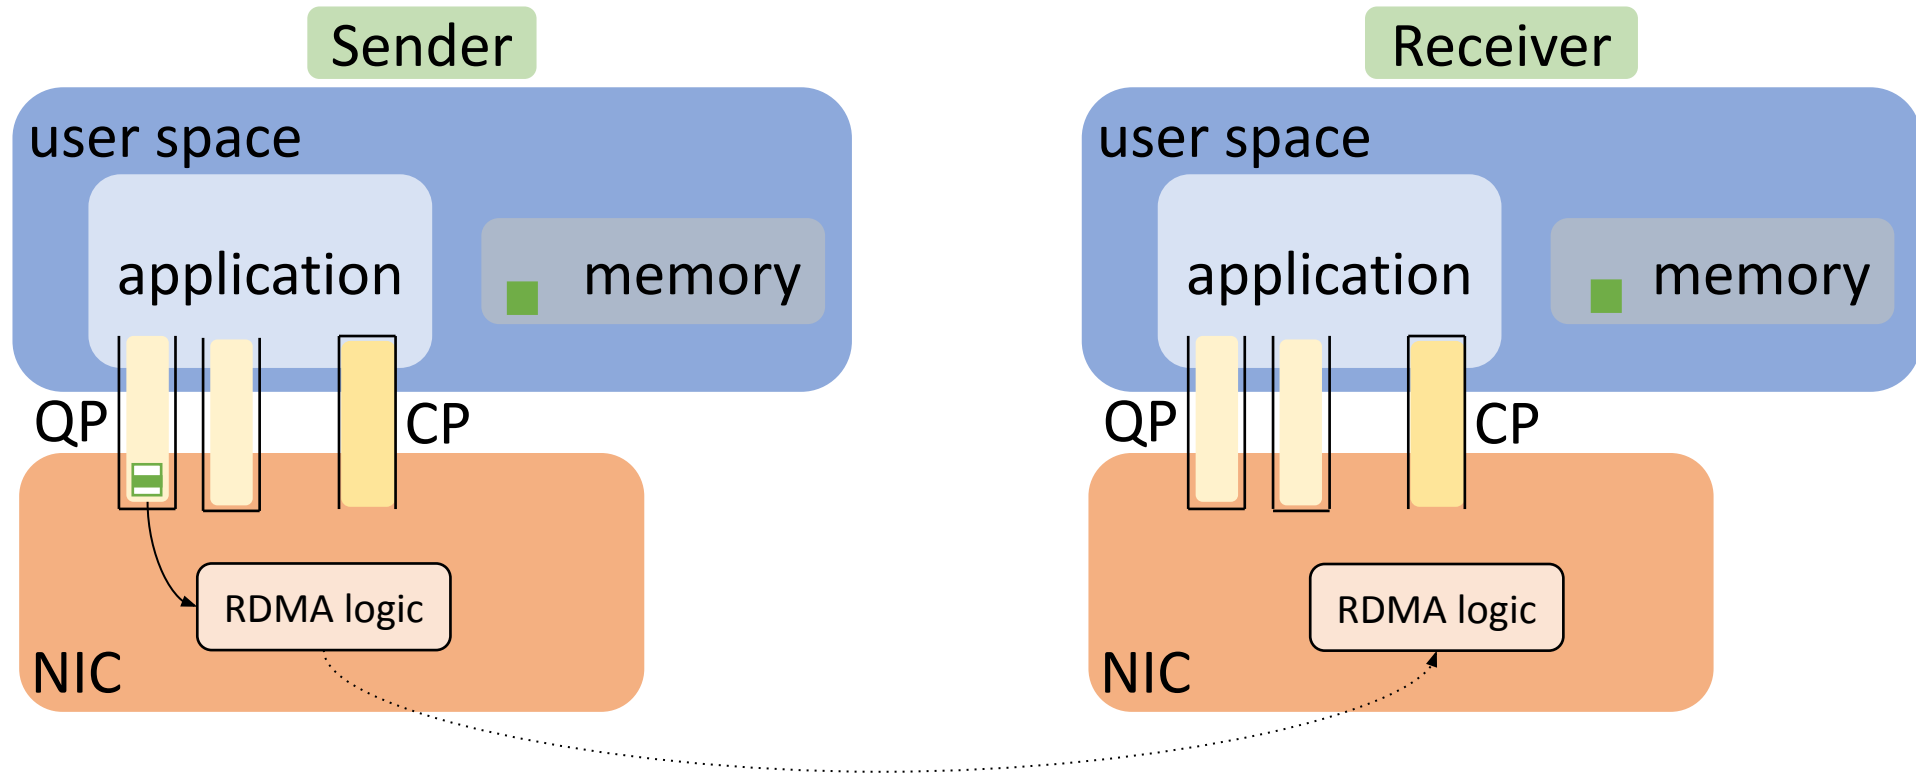 Sender
user space
application
memory
QP
CP
RDMA logic
NIC
Receiver
user space
application
memory
QP
CP
RDMA logic
NIC